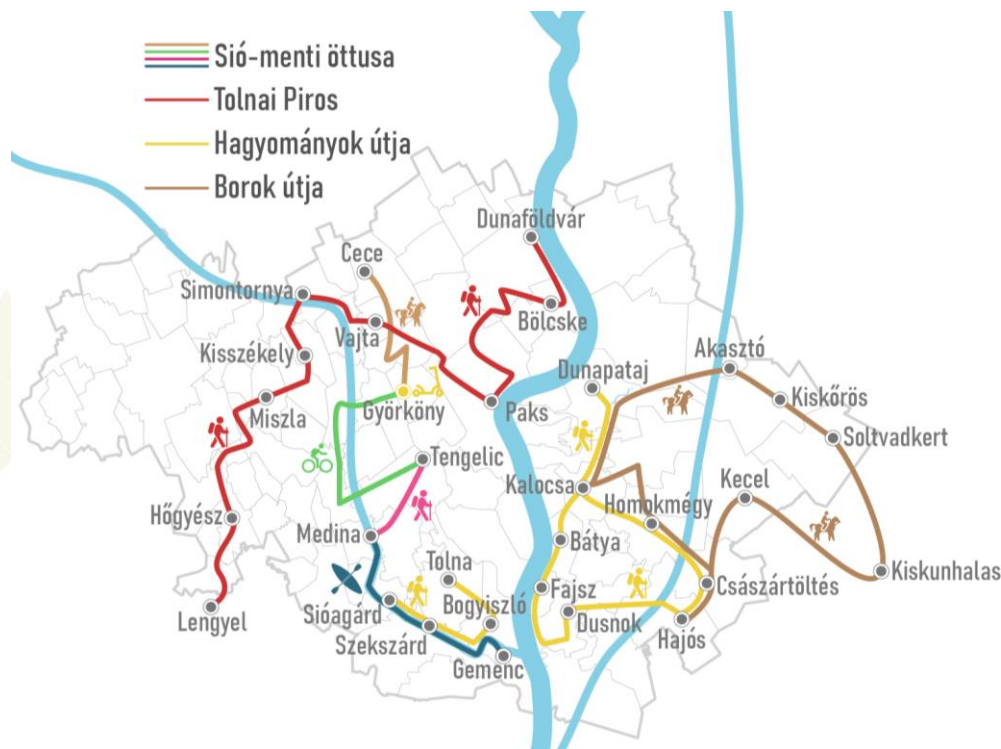 Sió-menti öttusa
Tolnai Piros
Hagyományok útja
Borok útja
Dunaföldvár
Cece
Simontornya
Bölcske
Vajta
Kisszékely
Akasztó
Dunapataj
Miszla
Györköny
Paks
Kiskőrös
Soltvadkert
Tengelic
Kalocsa
Kecel
Homokmégy
Hőgyész
Medina
Bátya
Tolna
Kiskunhalas
Császártöltés
Fajsz
Lengyel
Sióagárd
Bogyiszló
Dusnok
Szekszárd
Hajós
Gemenc